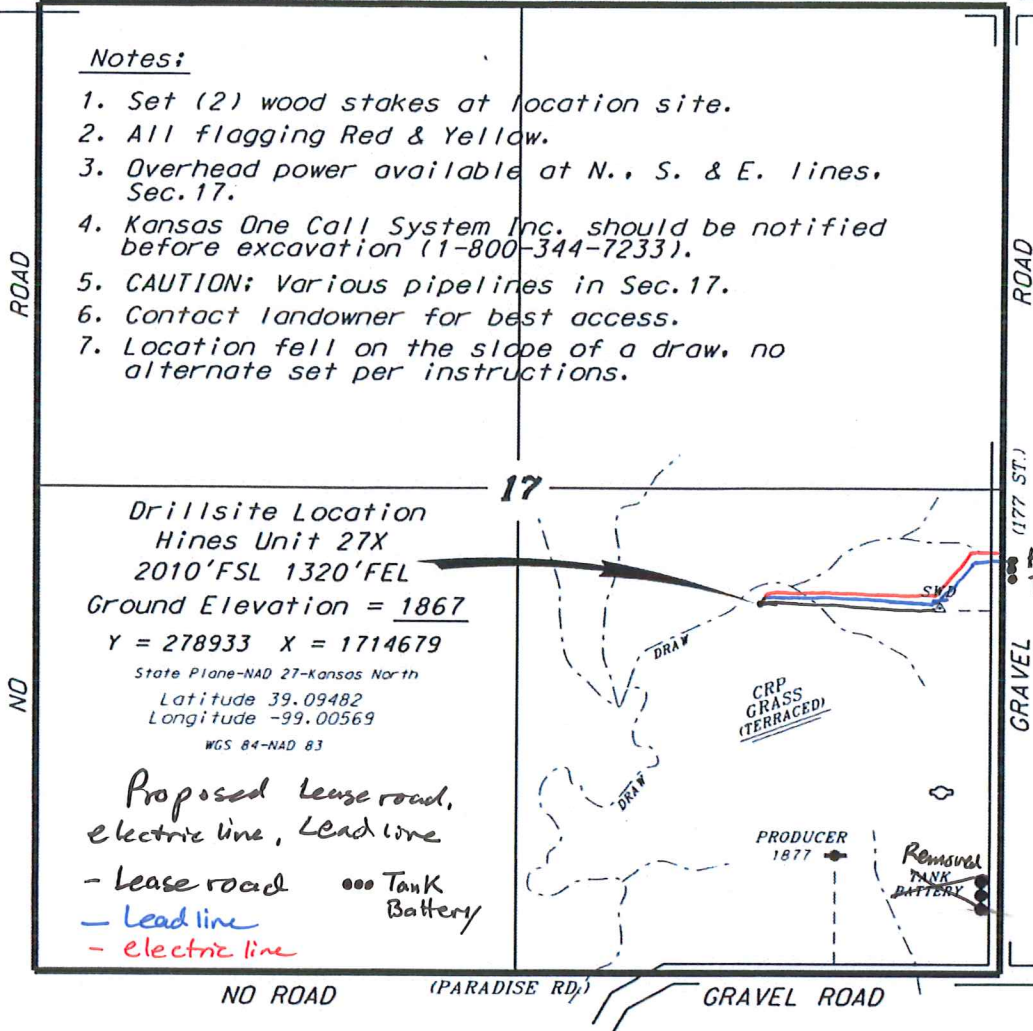 Notes:
1. Set (2) wood stakes at location site.
2. All flagging Red & Yellow.
3. Overhead power available at N., S. & E. lines, Sec. 17.
4. Kansas One Call System Inc. should be notified
before excavation (1-800-344-7233).
5. CAUTION: Various pipelines in Sec. 17.
6. Contact landowner for best access.
7. Location fell on the slope of a draw, no
alternate set per instructions.
ROAD
NO
17
Drillsite Location
Hines Unit 27X
2010'FSL 1320'FEL
Ground Elevation = 1867
Y = 278933 X = 1714679
State Plane-NAD 27-Kansas North
Latitude 39.09482
Longitude -99.00569
WGS 84-NAD 83
Proposed Lease road,
electric line, Lead line
- Lease road
- Lead line
- electric line
Tank
Battery
SWD
DRAW
CRP
GRASS
(TERRACED)
DRAW
PRODUCER
1877
Removed
TANK
BATTERY
ROAD
(177 ST.)
GRAVEL
NO ROAD
(PARADISE RD.)
GRAVEL ROAD